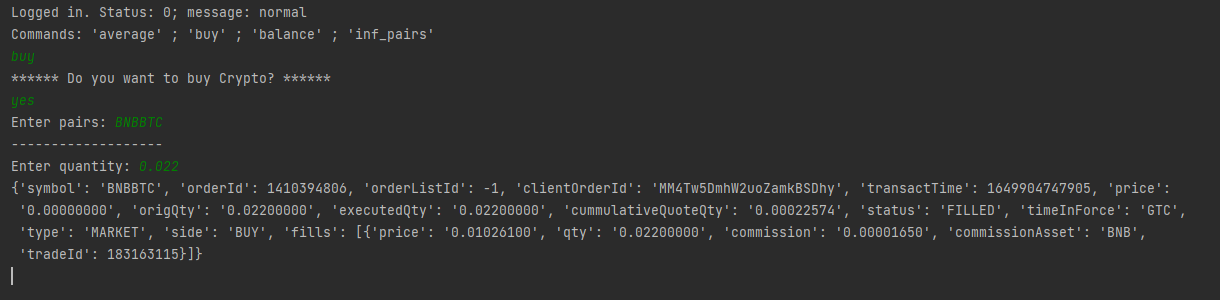 Logged in. Status: 0; message: normal
Commands: 'average' ; 'buy' ; 'balance' ; 'inf_pairs'
buy
****** Do you want to buy Crypto? ******
yes
Enter pairs: BNBBTC
-------------------
Enter quantity: 0.022
{'symbol': 'BNBBTC', 'orderId': 1410394806, 'orderListId': -1, 'clientOrderId': 'MM4Tw5DmhW2uoZamkBSDhy', 'transactTime': 1649904747905, 'price':
'0.00000000', 'origQty': '0.02200000', 'executedQty': '0.02200000', 'cummulativeQuoteQty': '0.00022574', 'status': 'FILLED', 'timeInForce': 'GTC',
'type': 'MARKET', 'side': 'BUY', 'fills': [{'price': '0.01026100', 'qty': '0.02200000', 'commission': '0.00001650', 'commissionAsset': 'BNB',
'tradeId': 183163115}]}